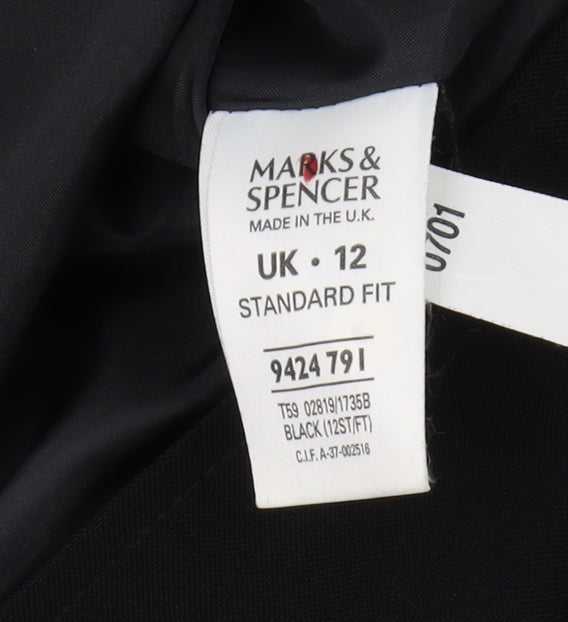 MARKS &
SPENCER
MADE IN THE U.K.
UK • 12
STANDARD FIT
9424 791
T59 02819/1735B
BLACK (12ST/FT)
C.I.F. A-37-002516
0701